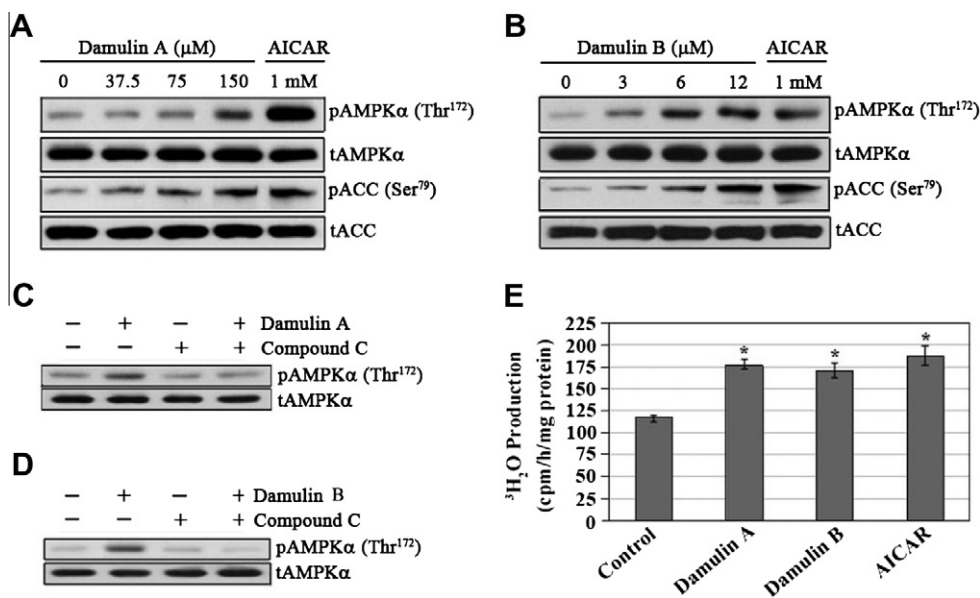 A
Damulin A (μM) AICAR
0 37.5 75 150 1 mM
pAMPKα (Thr¹⁷²)
tAMPKα
pACC (Ser⁷⁹)
tACC
B
Damulin B (μM) AICAR
0 3 6 12 1 mM
pAMPKα (Thr¹⁷²)
tAMPKα
pACC (Ser⁷⁹)
tACC
C
− + − + Damulin A
− − + + Compound C
pAMPKα (Thr¹⁷²)
tAMPKα
D
− + − + Damulin B
− − + + Compound C
pAMPKα (Thr¹⁷²)
tAMPKα
E
³H₂O Production
(cpm/h/mg protein)
225
200
175
150
125
100
75
50
25
0
* * *
Control Damulin A Damulin B AICAR